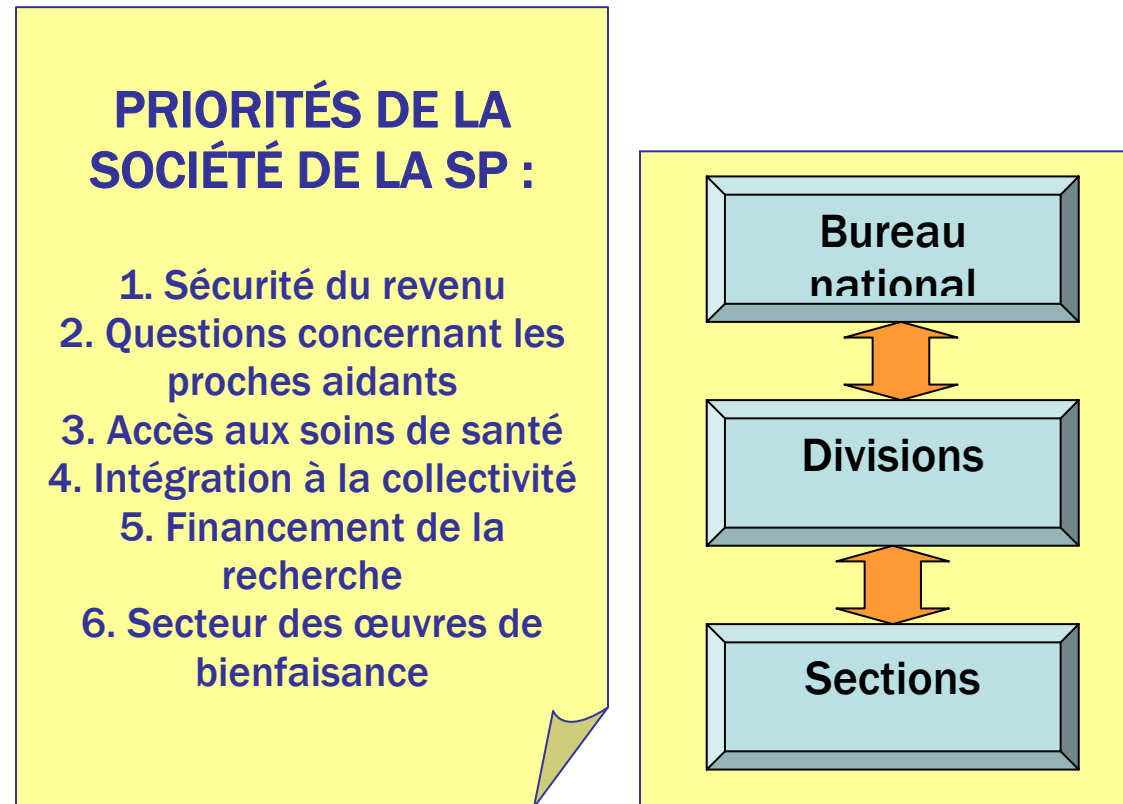 PRIORITÉS DE LA
SOCIÉTÉ DE LA SP :
1. Sécurité du revenu
2. Questions concernant les
proches aidants
3. Accès aux soins de santé
4. Intégration à la collectivité
5. Financement de la
recherche
6. Secteur des œuvres de
bienfaisance
Bureau
national
Divisions
Sections